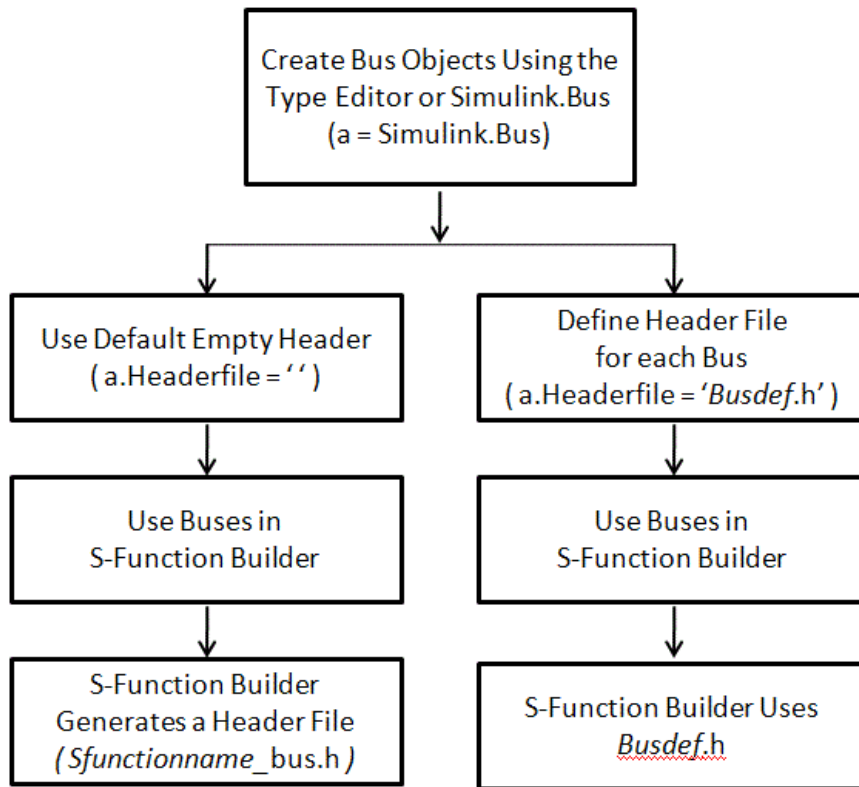 Create Bus Objects Using the
Type Editor or Simulink.Bus
(a = Simulink.Bus)
Use Default Empty Header
( a.Headerfile = ‘ ‘ )
Define Header File
for each Bus
( a.Headerfile = ‘Busdef.h’ )
Use Buses in
S-Function Builder
Use Buses in
S-Function Builder
S-Function Builder
Generates a Header File
( Sfunctionname_bus.h )
S-Function Builder Uses
Busdef.h